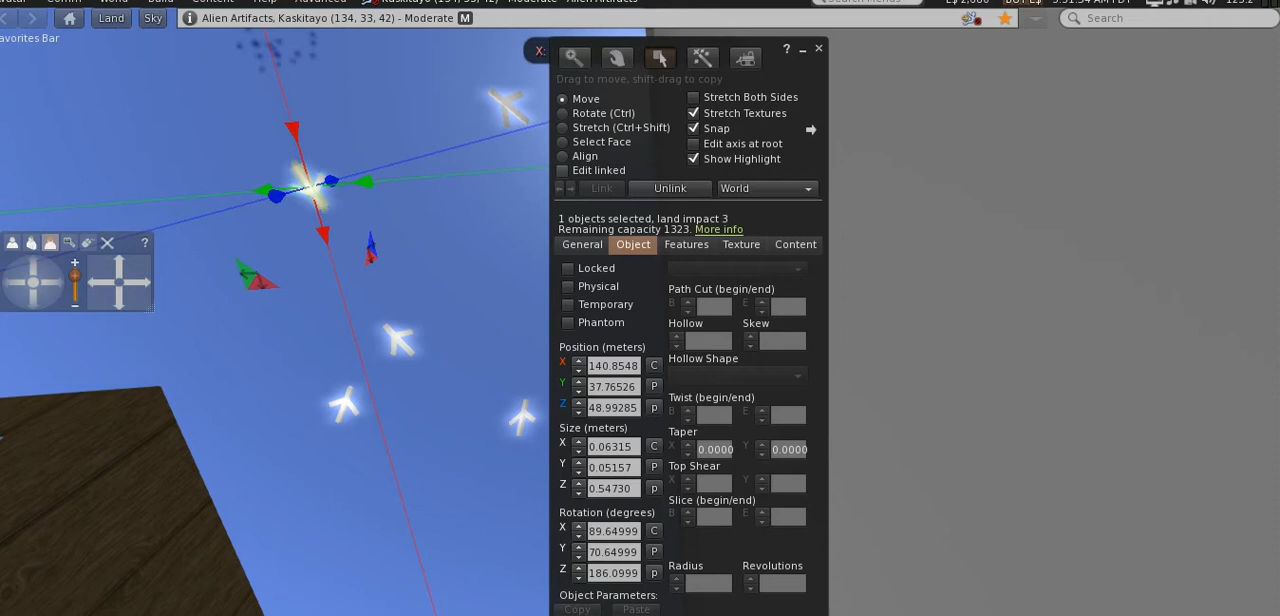 Land
Sky
Alien Artifacts, Kaskitayo (134, 33, 42) - Moderate M
Search
avorites Bar
X:
?
Drag to move, shift-drag to copy
Move
Stretch Both Sides
Rotate (Ctrl)
Stretch Textures
Stretch (Ctrl+Shift)
Snap
Select Face
Edit axis at root
Align
Show Highlight
Edit linked
Link
Unlink
World
1 objects selected, land impact 3
Remaining capacity 1323. More info
General
Object
Features
Texture
Content
?
Locked
Physical
Temporary
Phantom
Position (meters)
X 140.8548 C
Y 37.76526 P
Z 48.99285 p
Size (meters)
X 0.06315 C
Y 0.05157 P
Z 0.54730 p
Rotation (degrees)
X 89.64999 C
Y 70.64999 P
Z 186.0999 p
Object Parameters:
Copy
Paste
Path Cut (begin/end)
B E
Hollow
Skew
Hollow Shape
Twist (begin/end)
B E
Taper
X 0.0000 Y 0.0000
Top Shear
X Y
Slice (begin/end)
B E
Radius
Revolutions